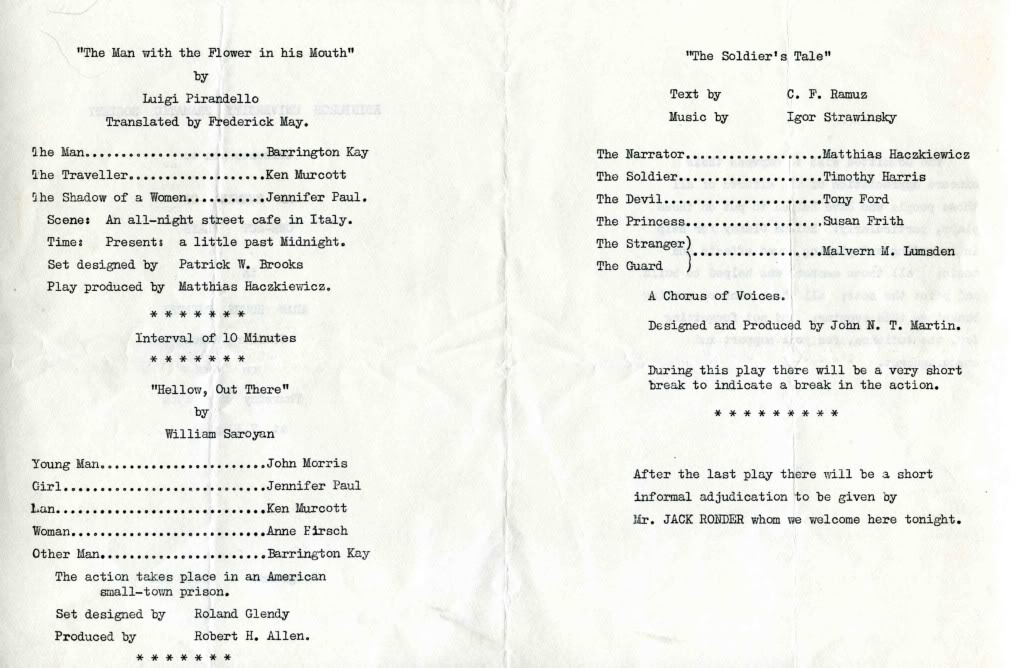 "The Man with the Flower in his Mouth"
by
Luigi Pirandello
Translated by Frederick May.
The Man.........................Barrington Kay
The Traveller...................Ken Murcott
The Shadow of a Women...........Jennifer Paul.
Scene: An all-night street cafe in Italy.
Time: Present: a little past Midnight.
Set designed by Patrick W. Brooks
Play produced by Matthias Haczkiewicz.
* * * * * * *
Interval of 10 Minutes
* * * * * * *
"Hellow, Out There"
by
William Saroyan
Young Man.......................John Morris
Girl............................Jennifer Paul
Lan.............................Ken Murcott
Woman...........................Anne Firsch
Other Man.......................Barrington Kay
The action takes place in an American
small-town prison.
Set designed by Roland Glendy
Produced by Robert H. Allen.
* * * * * * *
"The Soldier's Tale"
Text by C. F. Ramuz
Music by Igor Strawinsky
The Narrator.................Matthias Haczkiewicz
The Soldier..................Timothy Harris
The Devil....................Tony Ford
The Princess.................Susan Frith
The Stranger)
................Malvern M. Lumsden
The Guard )
A Chorus of Voices.
Designed and Produced by John N. T. Martin.
During this play there will be a very short
break to indicate a break in the action.
* * * * * * * * *
After the last play there will be a short
informal adjudication to be given by
Mr. JACK RONDER whom we welcome here tonight.